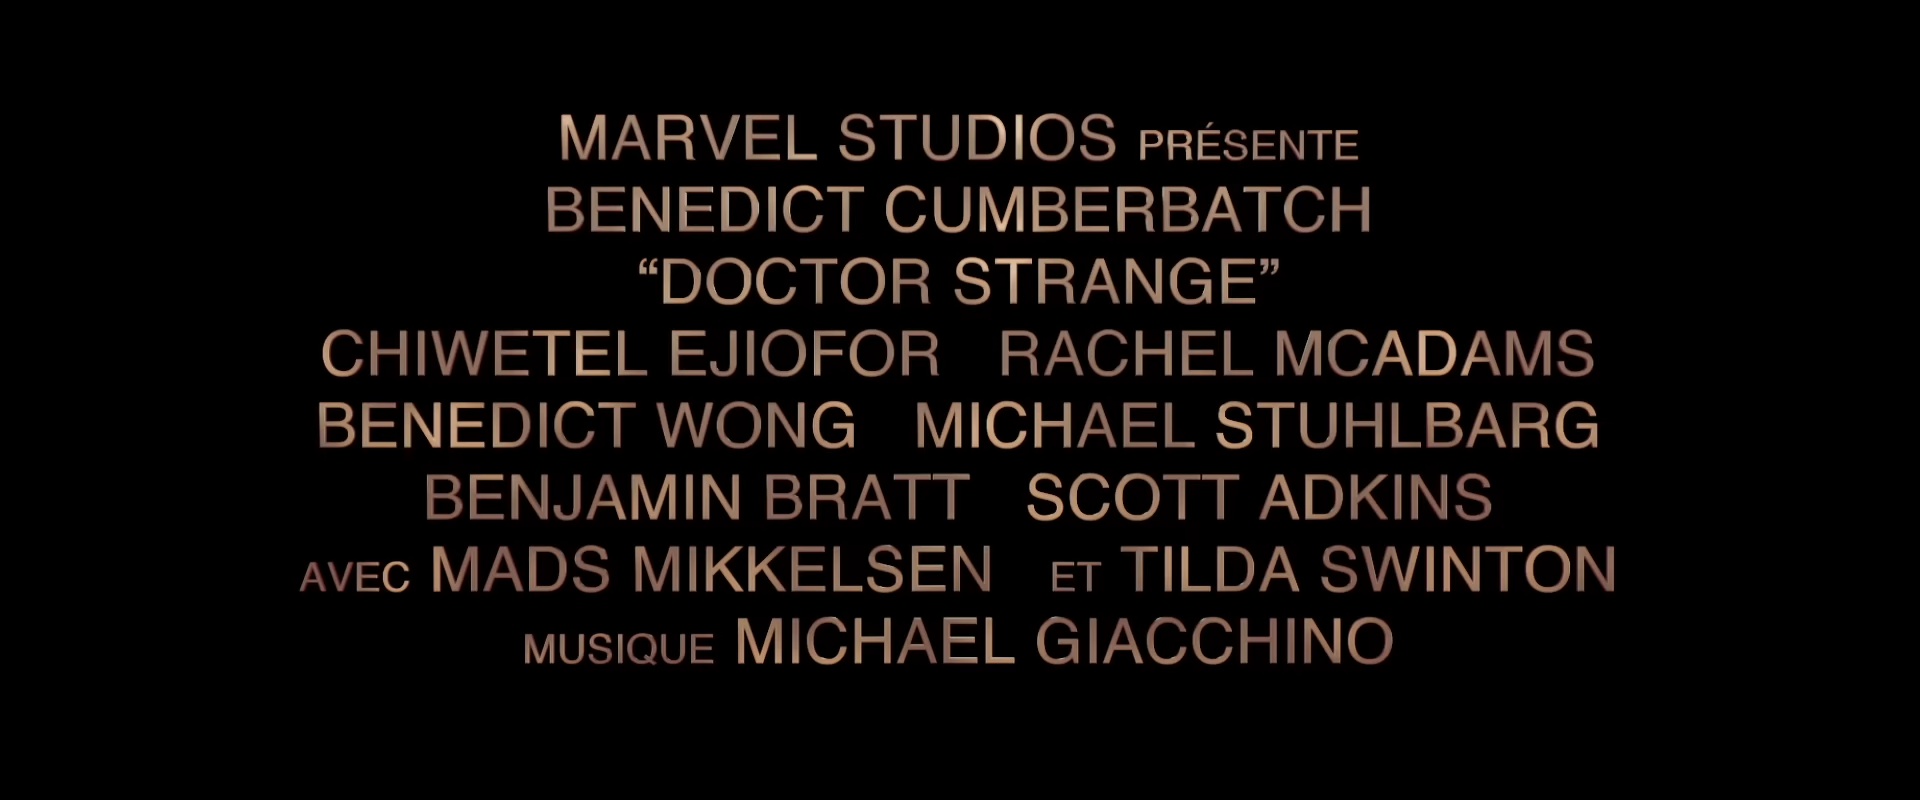 MARVEL STUDIOS PRÉSENTE
BENEDICT CUMBERBATCH
“DOCTOR STRANGE”
CHIWETEL EJIOFOR RACHEL MCADAMS
BENEDICT WONG MICHAEL STUHLBARG
BENJAMIN BRATT SCOTT ADKINS
AVEC MADS MIKKELSEN ET TILDA SWINTON
MUSIQUE MICHAEL GIACCHINO